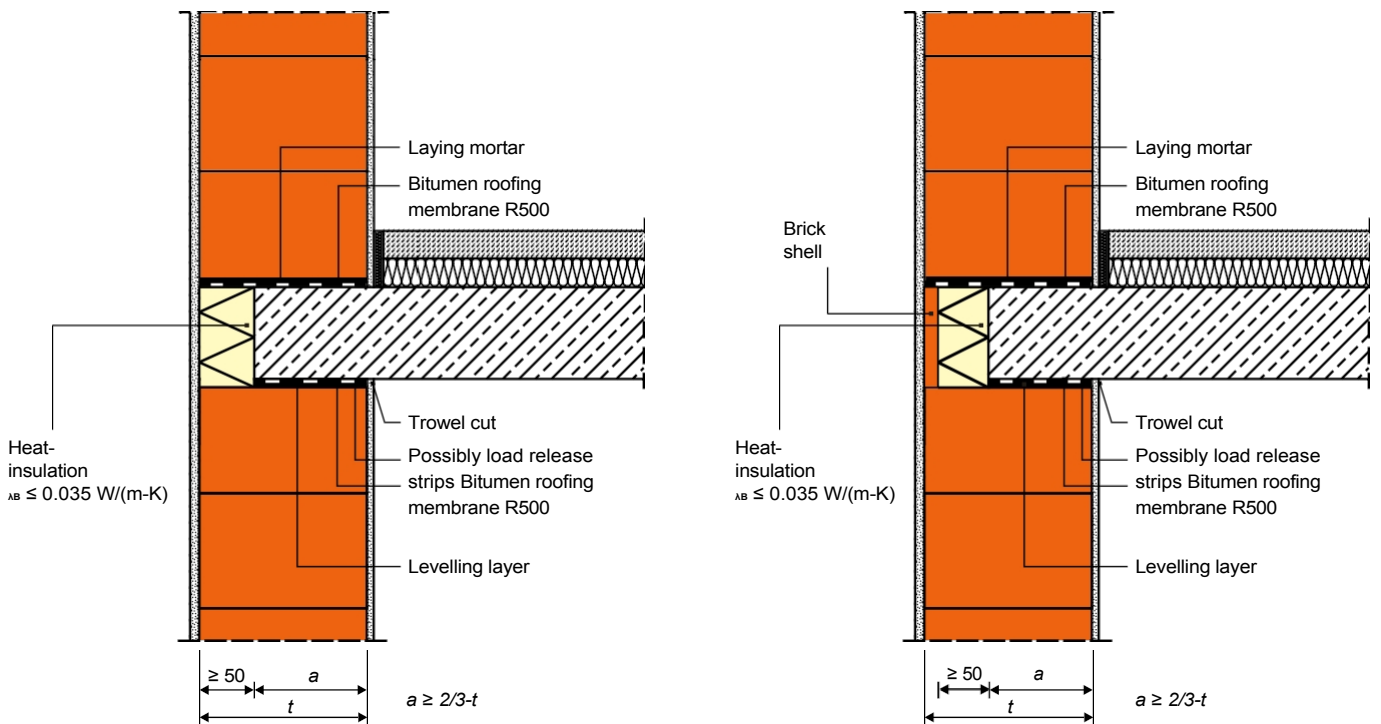 Laying mortar
Bitumen roofing
membrane R500
Heat-
insulation
λB ≤ 0.035 W/(m-K)
Trowel cut
Possibly load release
strips Bitumen roofing
membrane R500
Levelling layer
≥ 50
a
t
a ≥ 2/3-t
Laying mortar
Bitumen roofing
membrane R500
Brick
shell
Heat-
insulation
λB ≤ 0.035 W/(m-K)
Trowel cut
Possibly load release
strips Bitumen roofing
membrane R500
Levelling layer
≥ 50
a
t
a ≥ 2/3-t